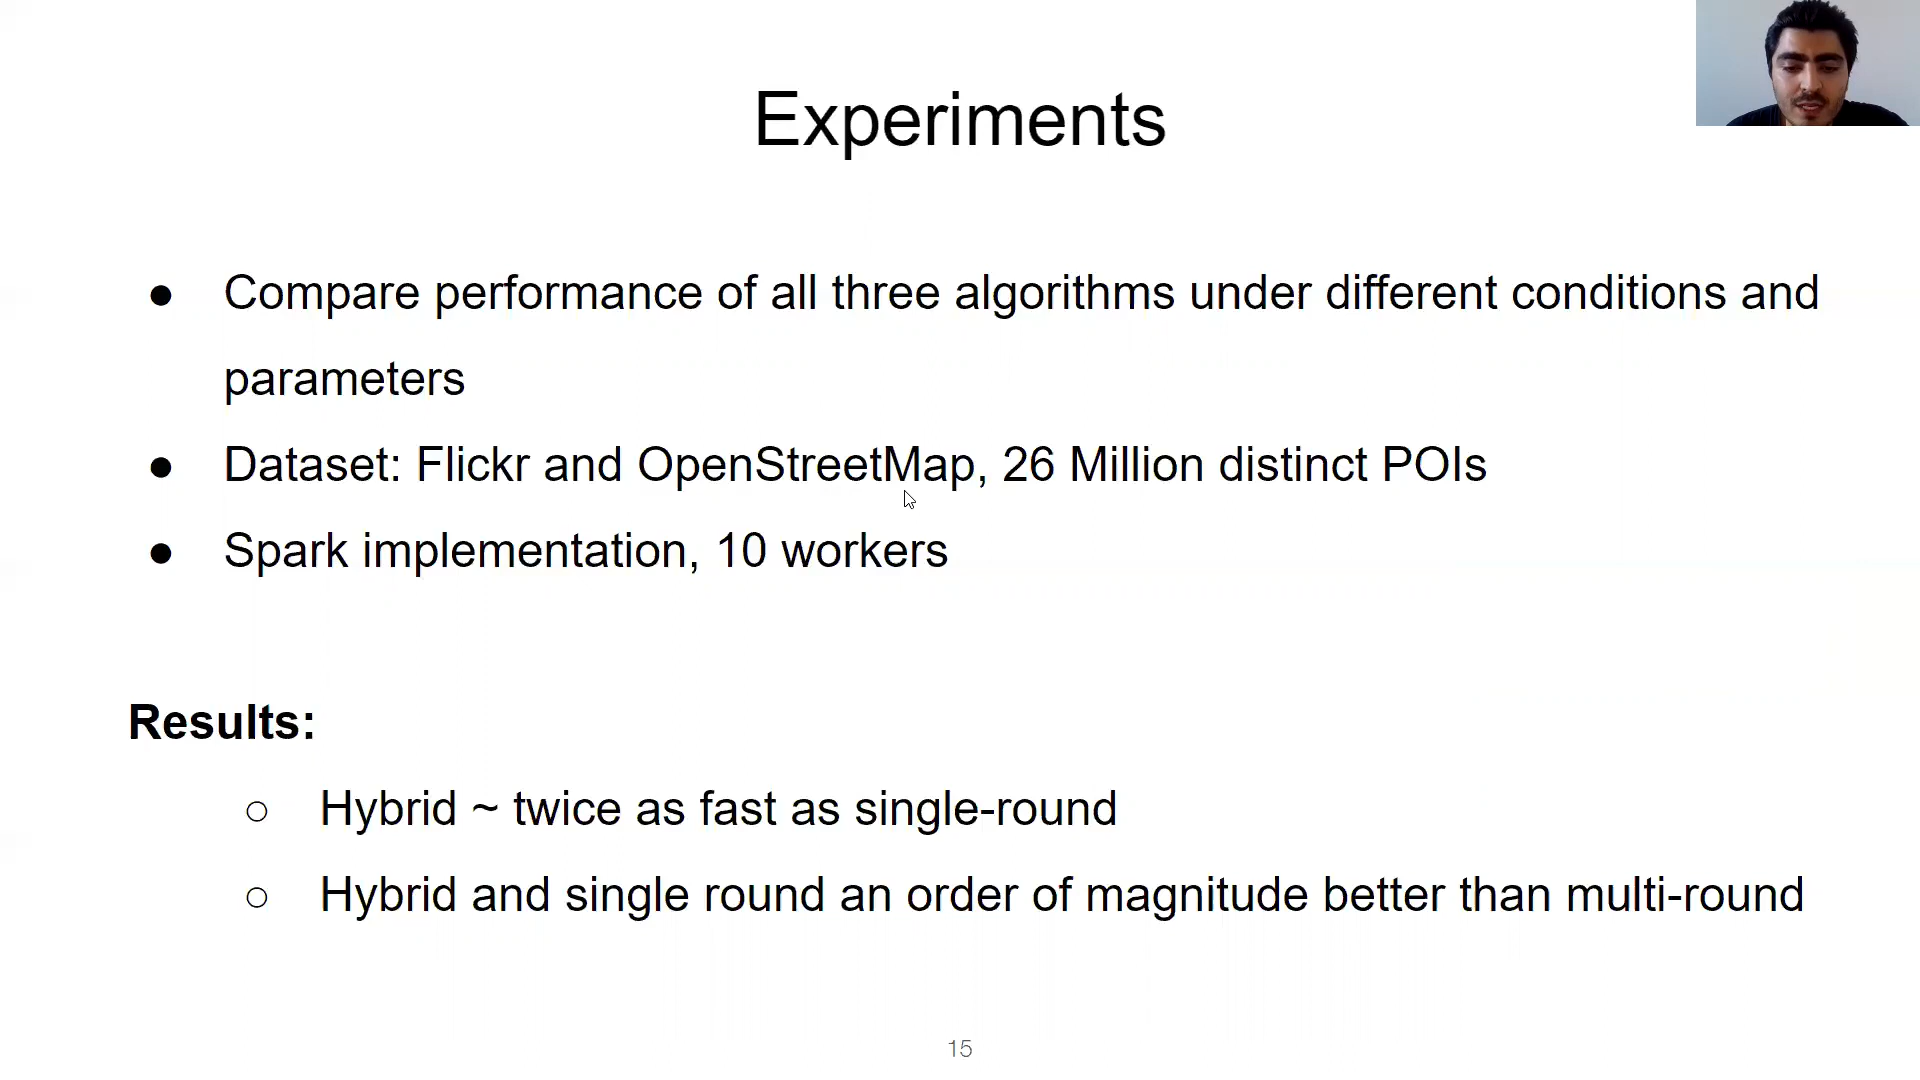 Experiments
● Compare performance of all three algorithms under different conditions and
parameters
● Dataset: Flickr and OpenStreetMap, 26 Million distinct POIs
● Spark implementation, 10 workers
Results:
○ Hybrid ~ twice as fast as single-round
○ Hybrid and single round an order of magnitude better than multi-round
15